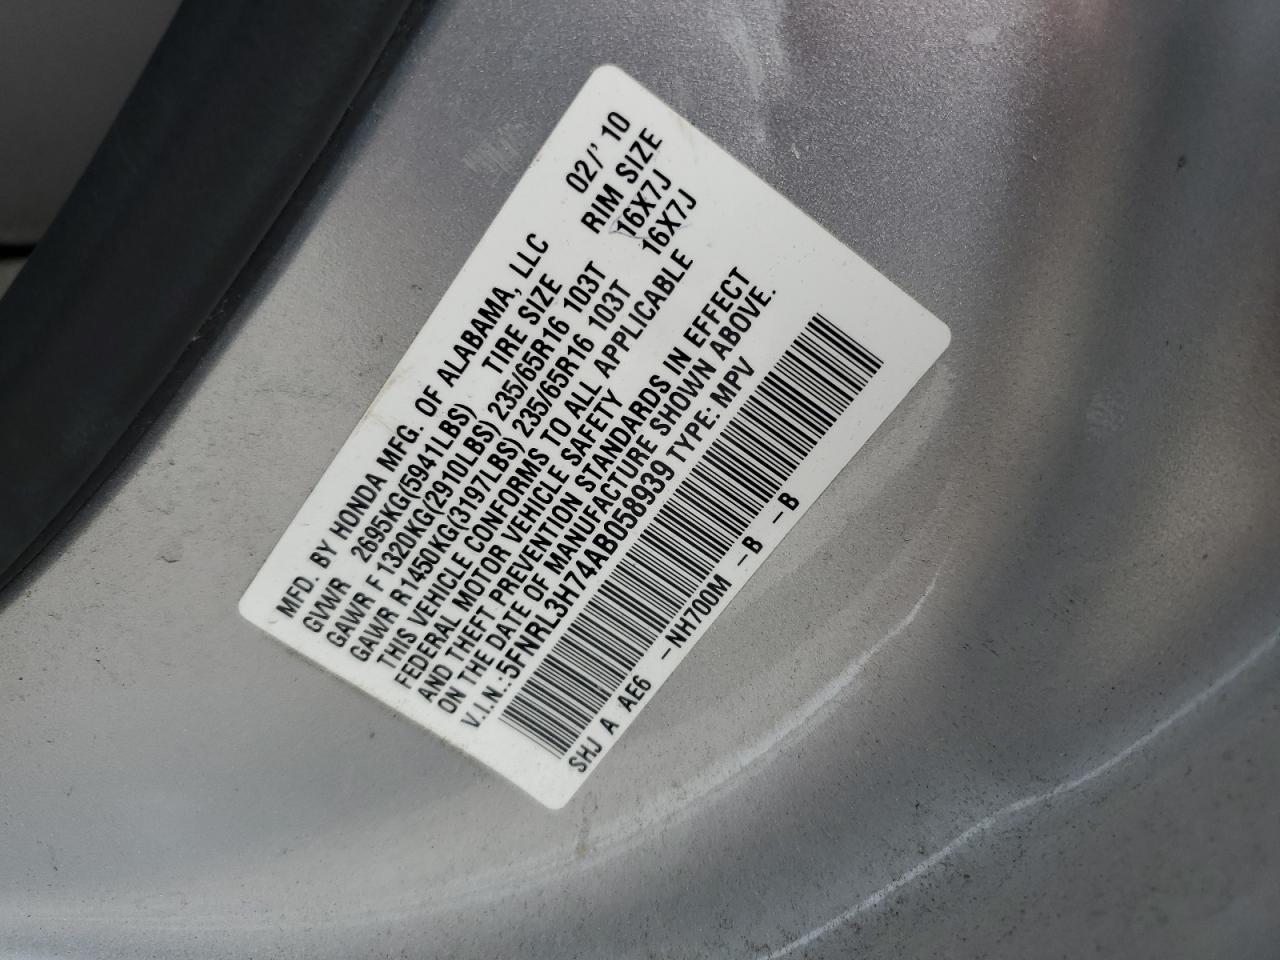 MFD. BY HONDA MFG. OF ALABAMA, LLC 02/' 10
GVWR 2695KG(5941LBS) TIRE SIZE RIM SIZE
GAWR F 1320KG(2910LBS) 235/65R16 103T 16X7J
GAWR R1450KG(3197LBS) 235/65R16 103T 16X7J
THIS VEHICLE CONFORMS TO ALL APPLICABLE
FEDERAL MOTOR VEHICLE SAFETY
AND THEFT PREVENTION STANDARDS IN EFFECT
ON THE DATE OF MANUFACTURE SHOWN ABOVE.
V.I.N.:5FNRL3H74AB058939 TYPE: MPV
SHJ A AE6 -NH700M -B -B